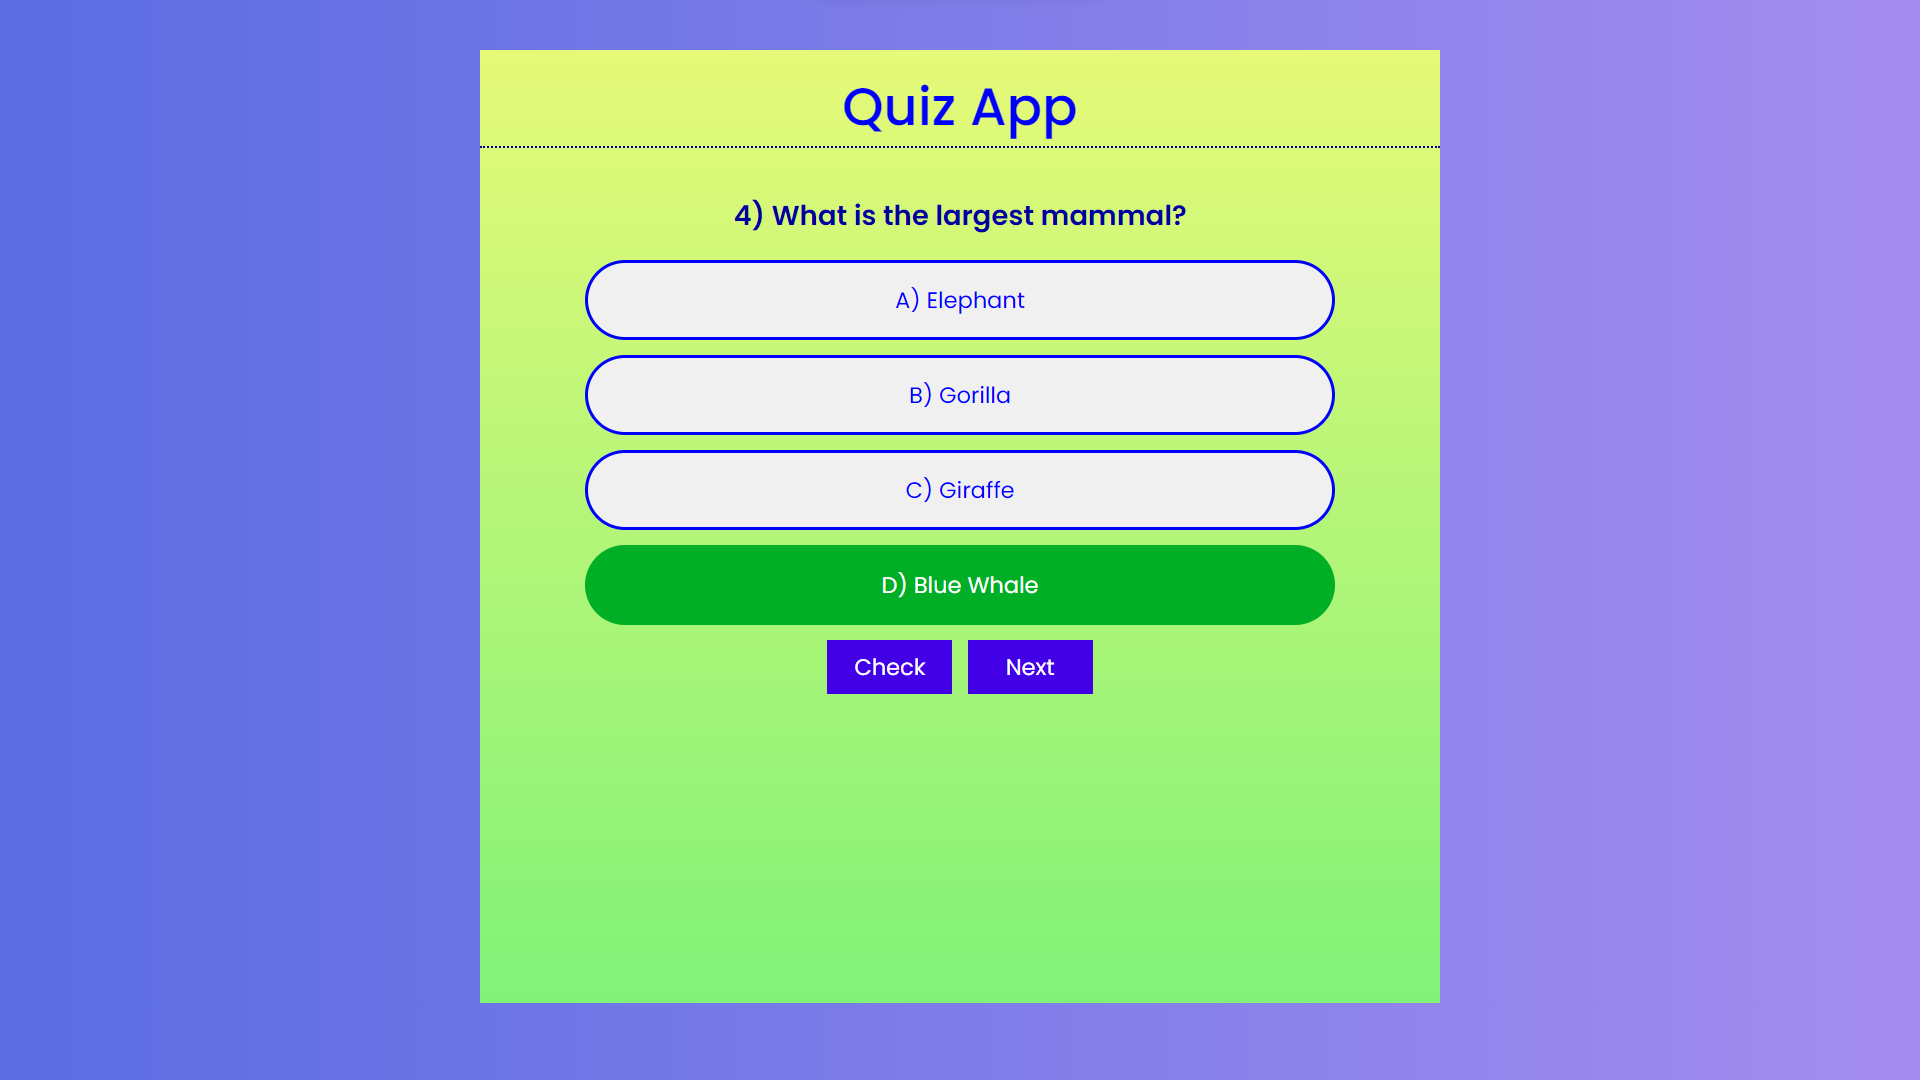 Quiz App
4) What is the largest mammal?
A) Elephant
B) Gorilla
C) Giraffe
D) Blue Whale
Check Next